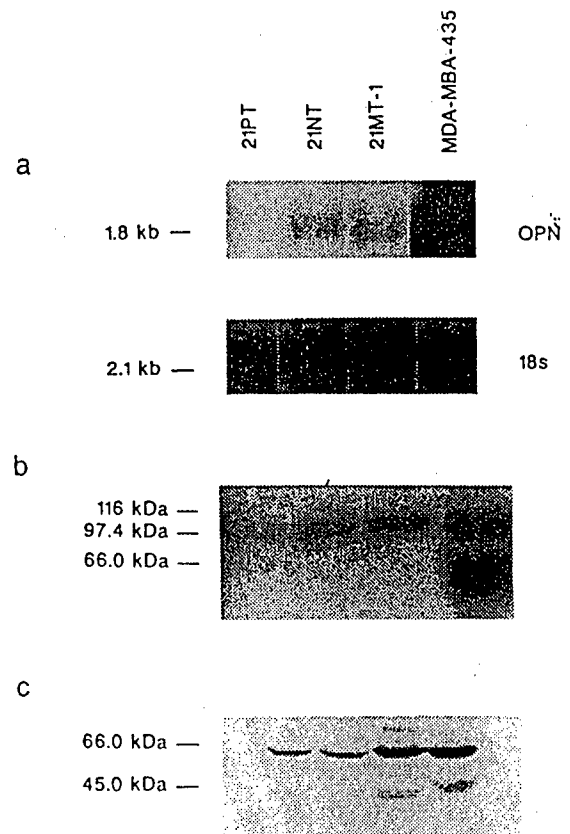 21PT
21NT
21MT-1
MDA-MBA-435
a
1.8 kb
OPN
2.1 kb
18s
b
116 kDa
97.4 kDa
66.0 kDa
c
66.0 kDa
45.0 kDa